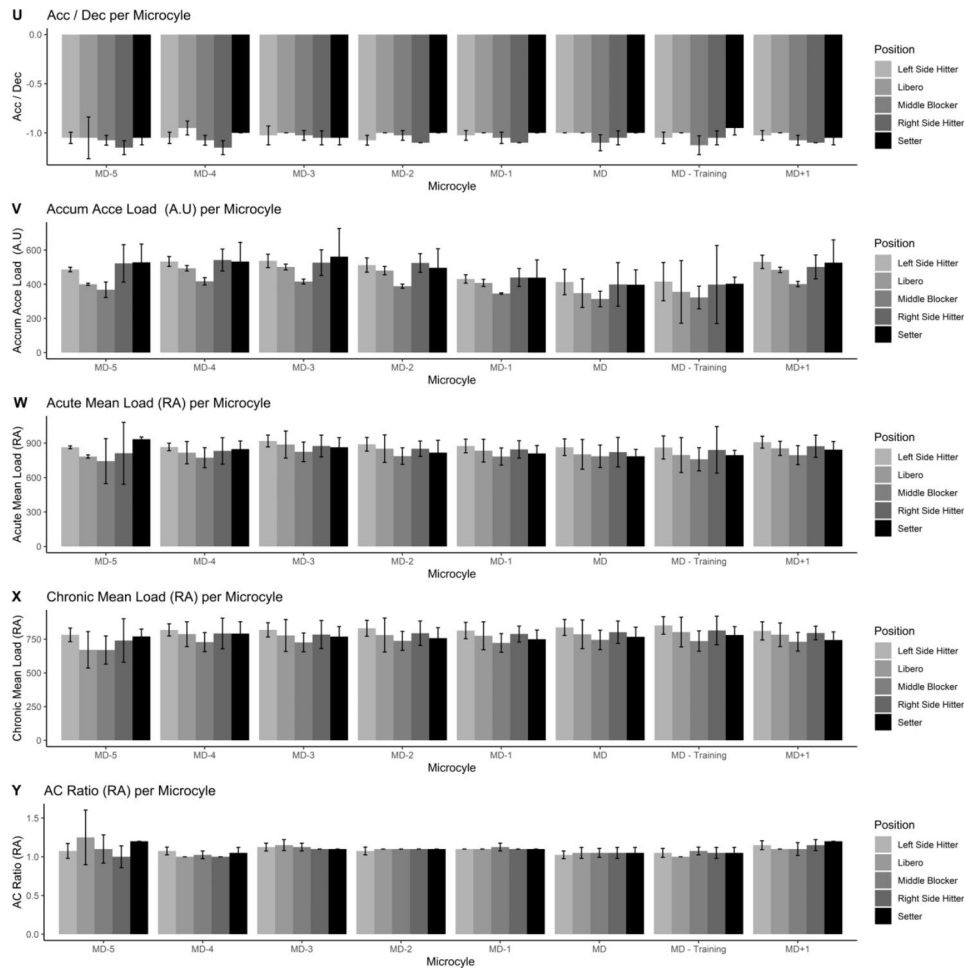 U Acc / Dec per Microcyle
Acc / Dec
0.0
-0.5
-1.0
MD-5 MD-4 MD-3 MD-2 MD-1 MD MD - Training MD+1
Microcyle
Position
Left Side Hitter
Libero
Middle Blocker
Right Side Hitter
Setter
V Accum Acce Load (A.U) per Microcyle
Accum Acce Load (A.U)
600
400
200
0
MD-5 MD-4 MD-3 MD-2 MD-1 MD MD - Training MD+1
Microcyle
Position
Left Side Hitter
Libero
Middle Blocker
Right Side Hitter
Setter
W Acute Mean Load (RA) per Microcyle
Acute Mean Load (RA)
900
600
300
0
MD-5 MD-4 MD-3 MD-2 MD-1 MD MD - Training MD+1
Microcyle
Position
Left Side Hitter
Libero
Middle Blocker
Right Side Hitter
Setter
X Chronic Mean Load (RA) per Microcyle
Chronic Mean Load (RA)
750
500
250
0
MD-5 MD-4 MD-3 MD-2 MD-1 MD MD - Training MD+1
Microcyle
Position
Left Side Hitter
Libero
Middle Blocker
Right Side Hitter
Setter
Y AC Ratio (RA) per Microcyle
AC Ratio (RA)
1.5
1.0
0.5
0.0
MD-5 MD-4 MD-3 MD-2 MD-1 MD MD - Training MD+1
Microcyle
Position
Left Side Hitter
Libero
Middle Blocker
Right Side Hitter
Setter